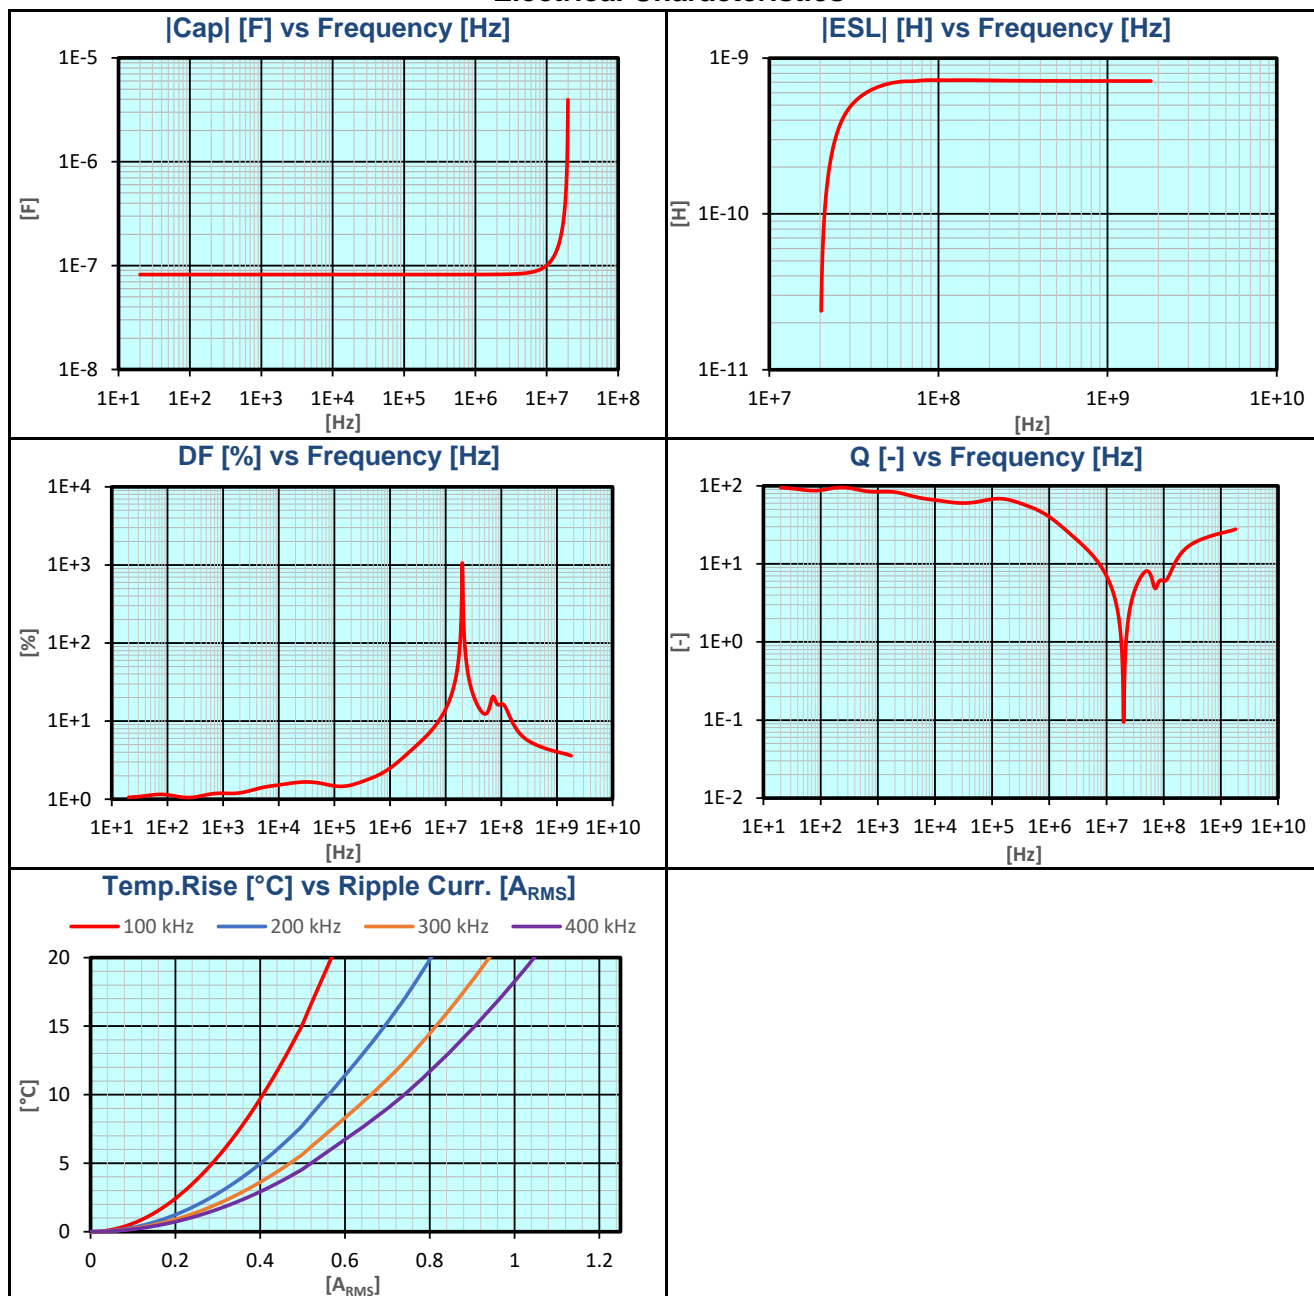 Electrical Characteristics
|Cap| [F] vs Frequency [Hz]
1E-5
1E-6
1E-7
1E-8
[F]
1E+1 1E+2 1E+3 1E+4 1E+5 1E+6 1E+7 1E+8
[Hz]
|ESL| [H] vs Frequency [Hz]
1E-9
1E-10
1E-11
[H]
1E+7 1E+8 1E+9 1E+10
[Hz]
DF [%] vs Frequency [Hz]
1E+4
1E+3
1E+2
1E+1
1E+0
[%]
1E+1 1E+2 1E+3 1E+4 1E+5 1E+6 1E+7 1E+8 1E+9 1E+10
[Hz]
Q [-] vs Frequency [Hz]
1E+2
1E+1
1E+0
1E-1
1E-2
[-]
1E+1 1E+2 1E+3 1E+4 1E+5 1E+6 1E+7 1E+8 1E+9 1E+10
[Hz]
Temp.Rise [°C] vs Ripple Curr. [ARMS]
100 kHz 200 kHz 300 kHz 400 kHz
20
15
10
5
0
[°C]
0 0.2 0.4 0.6 0.8 1 1.2
[ARMS]